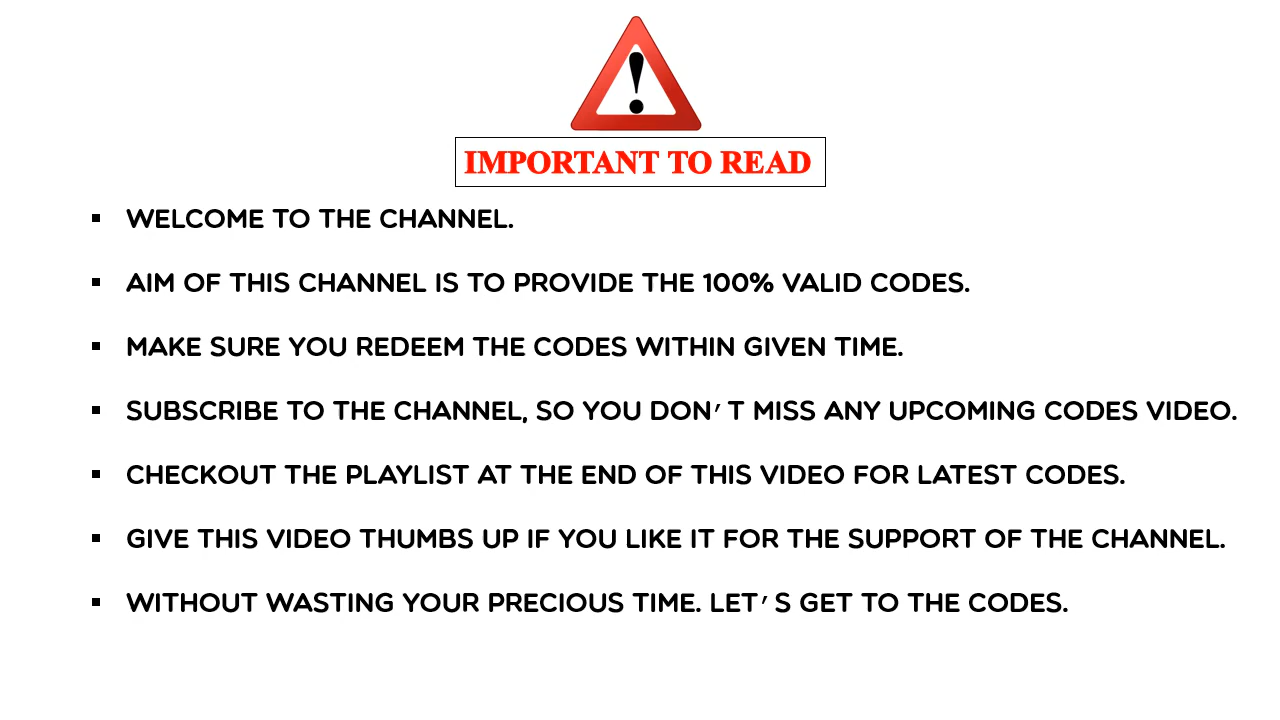 IMPORTANT TO READ
▪ WELCOME TO THE CHANNEL.
▪ AIM OF THIS CHANNEL IS TO PROVIDE THE 100% VALID CODES.
▪ MAKE SURE YOU REDEEM THE CODES WITHIN GIVEN TIME.
▪ SUBSCRIBE TO THE CHANNEL, SO YOU DON’T MISS ANY UPCOMING CODES VIDEO.
▪ CHECKOUT THE PLAYLIST AT THE END OF THIS VIDEO FOR LATEST CODES.
▪ GIVE THIS VIDEO THUMBS UP IF YOU LIKE IT FOR THE SUPPORT OF THE CHANNEL.
▪ WITHOUT WASTING YOUR PRECIOUS TIME. LET’S GET TO THE CODES.